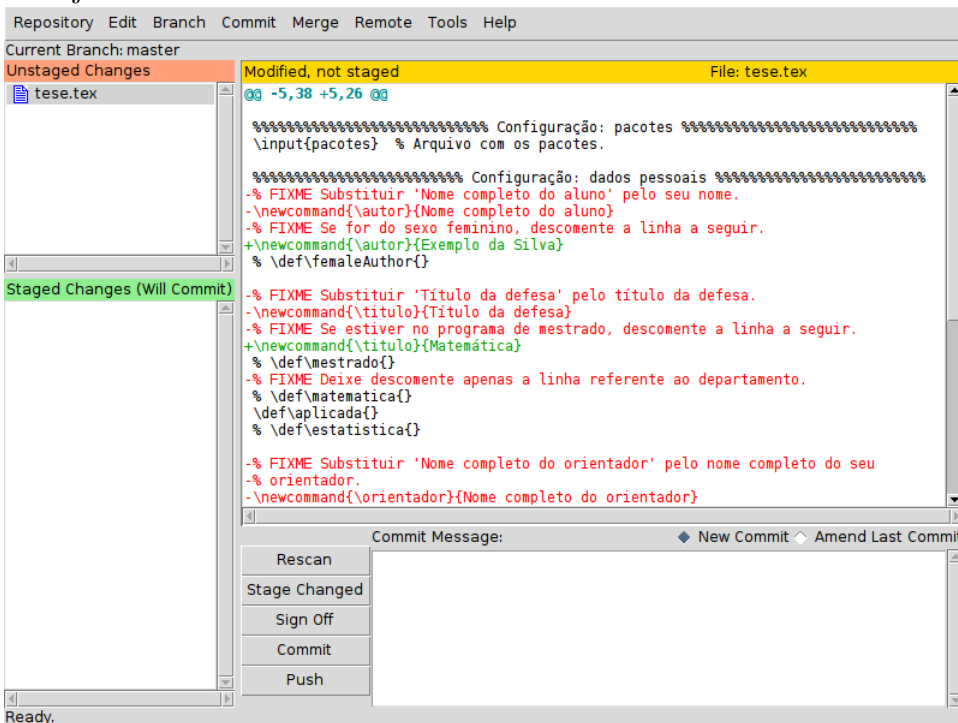 Repository Edit Branch Commit Merge Remote Tools Help
Current Branch: master
Unstaged Changes
tese.tex
Staged Changes (Will Commit)
Modified, not staged File: tese.tex
@@ -5,38 +5,26 @@
%%%%%%%%%%%%%%%%%%%%%%%%%%%% Configuração: pacotes %%%%%%%%%%%%%%%%%%%%%%%%%%%%
\input{pacotes}  % Arquivo com os pacotes.
%%%%%%%%%%%%%%%%%%%%%%%%% Configuração: dados pessoais %%%%%%%%%%%%%%%%%%%%%%%%%
-% FIXME Substituir 'Nome completo do aluno' pelo seu nome.
-\newcommand{\autor}{Nome completo do aluno}
-% FIXME Se for do sexo feminino, descomente a linha a seguir.
+\newcommand{\autor}{Exemplo da Silva}
% \def\femaleAuthor{}
-% FIXME Substituir 'Título da defesa' pelo título da defesa.
-\newcommand{\titulo}{Título da defesa}
-% FIXME Se estiver no programa de mestrado, descomente a linha a seguir.
+\newcommand{\titulo}{Matemática}
% \def\mestrado{}
-% FIXME Deixe descomente apenas a linha referente ao departamento.
% \def\matematica{}
\def\aplicada{}
% \def\estatistica{}
-% FIXME Substituir 'Nome completo do orientador' pelo nome completo do seu
-% orientador.
-\newcommand{\orientador}{Nome completo do orientador}
Commit Message: New Commit Amend Last Commit
Rescan
Stage Changed
Sign Off
Commit
Push
Ready.